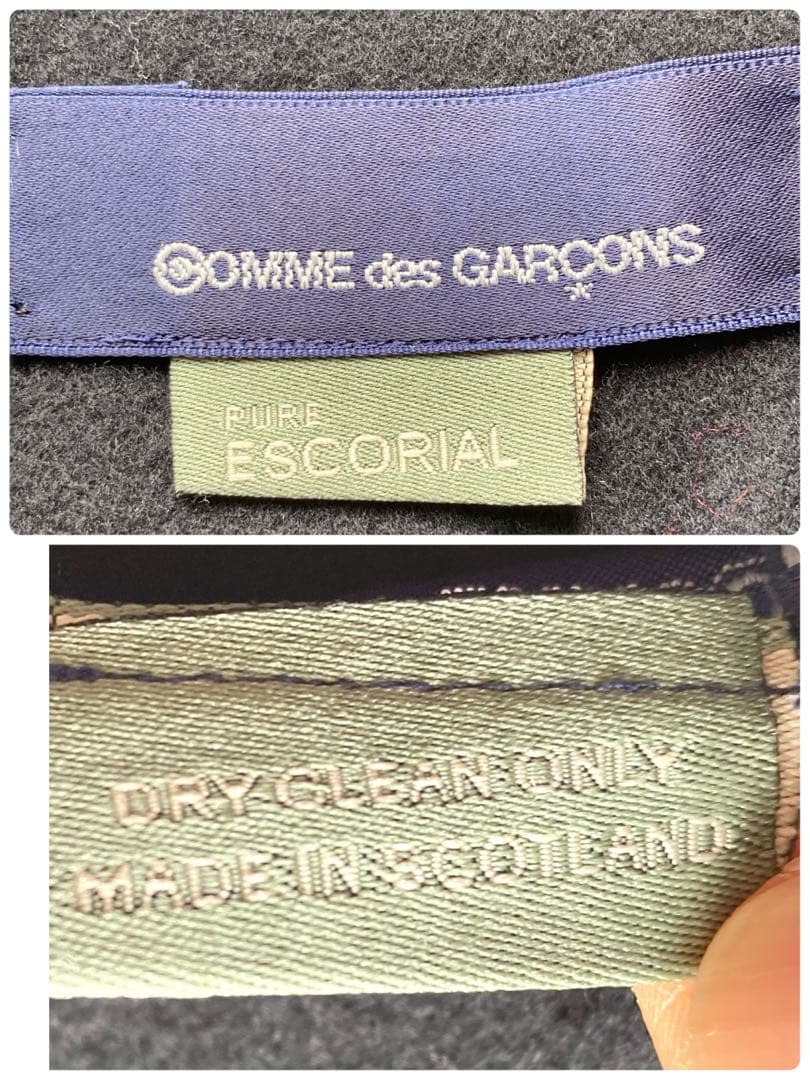 COMME des GARÇONS
PURE
ESCORIAL
DRY CLEAN ONLY
MADE IN SCOTLAND